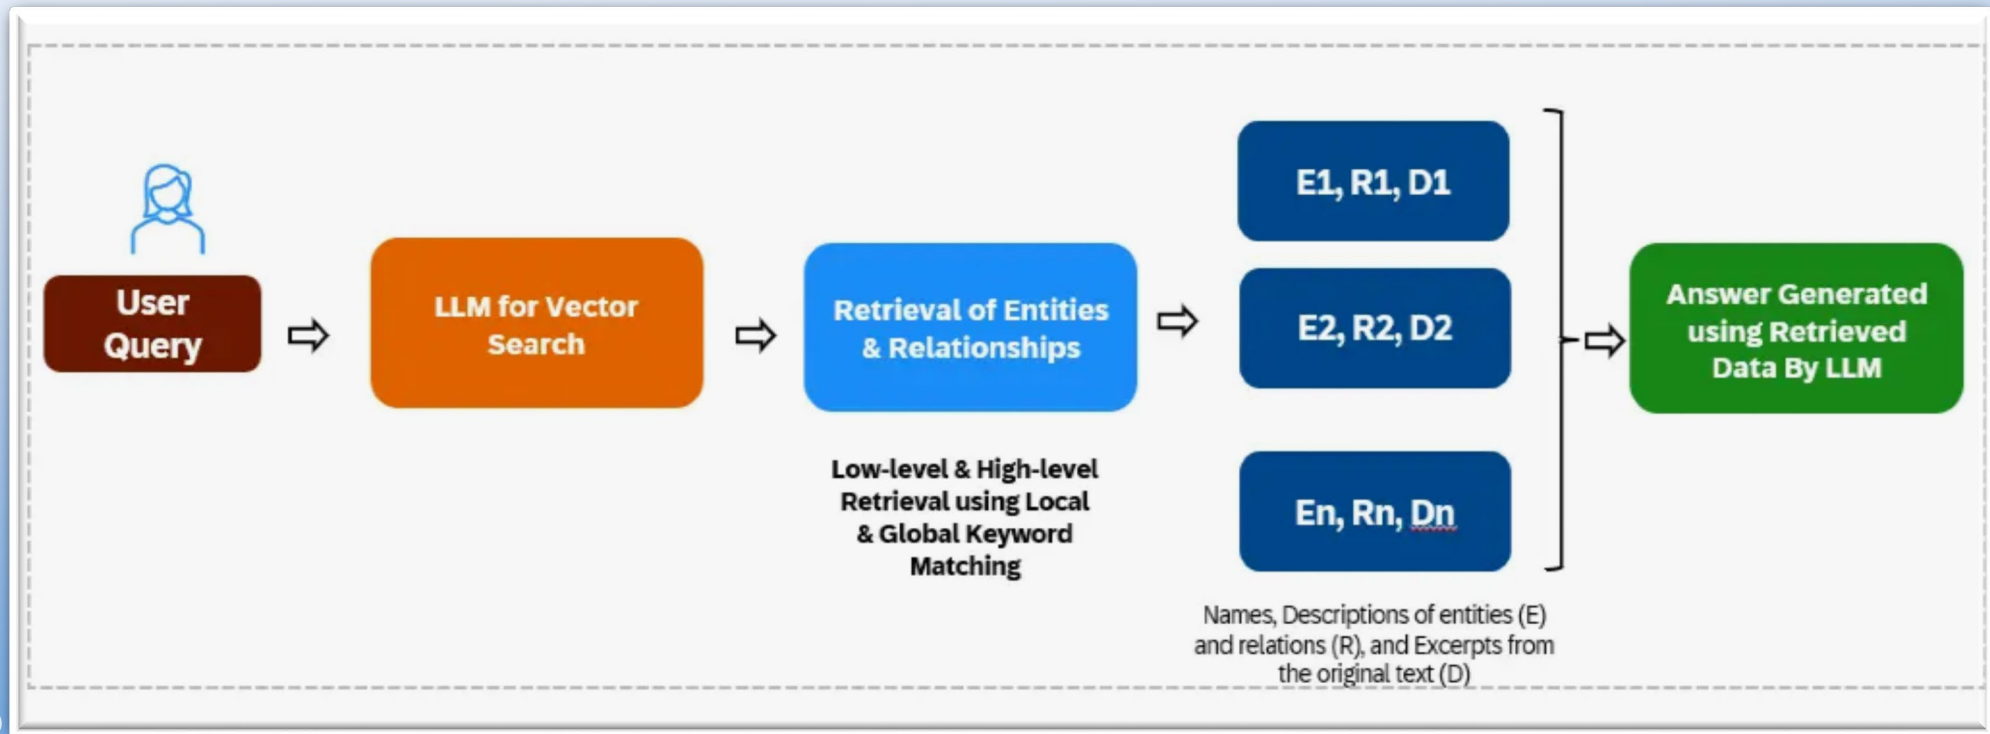 User
Query
LLM for Vector
Search
Retrieval of Entities
& Relationships
Low-level & High-level
Retrieval using Local
& Global Keyword
Matching
E1, R1, D1
E2, R2, D2
En, Rn, Dn
Names, Descriptions of entities (E)
and relations (R), and Excerpts from
the original text (D)
Answer Generated
using Retrieved
Data By LLM